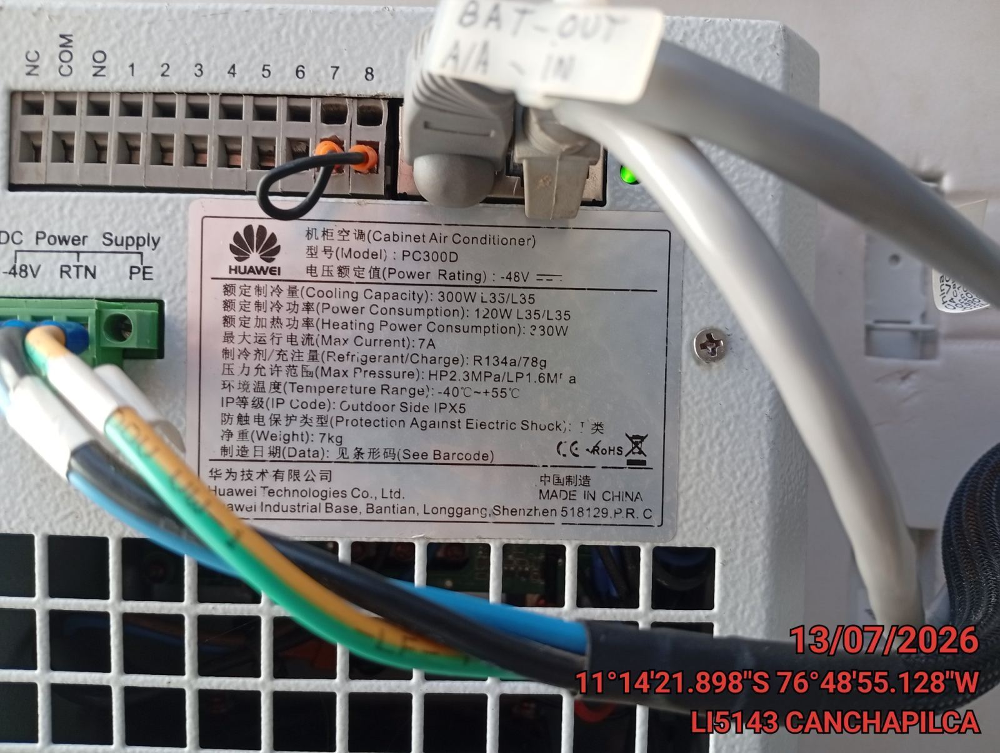 BAT-OUT
A/A - IN
NC COM NO 1 2 3 4 5 6 7 8
DC Power Supply
-48V RTN PE
HUAWEI
机柜空调(Cabinet Air Conditioner)
型号(Model) : PC300D
电压额定值(Power Rating) : -48V
额定制冷量(Cooling Capacity): 300W L35/L35
额定制冷功率(Power Consumption): 120W L35/L35
额定加热功率(Heating Power Consumption): 330W
最大运行电流(Max Current): 7A
制冷剂/充注量(Refrigerant/Charge): R134a/78g
压力允许范围(Max Pressure): HP2.3MPa/LP1.6MPa
环境温度(Temperature Range): -40℃~+55℃
IP等级(IP Code): Outdoor Side IPX5
防触电保护类型(Protection Against Electric Shock): I 类
净重(Weight): 7kg
制造日期(Data): 见条形码(See Barcode)
CE RoHS
华为技术有限公司
Huawei Technologies Co., Ltd.
中国制造
MADE IN CHINA
Huawei Industrial Base, Bantian, Longgang,Shenzhen 518129,P.R.C
13/07/2026
11°14'21.898"S 76°48'55.128"W
LI5143 CANCHAPILCA